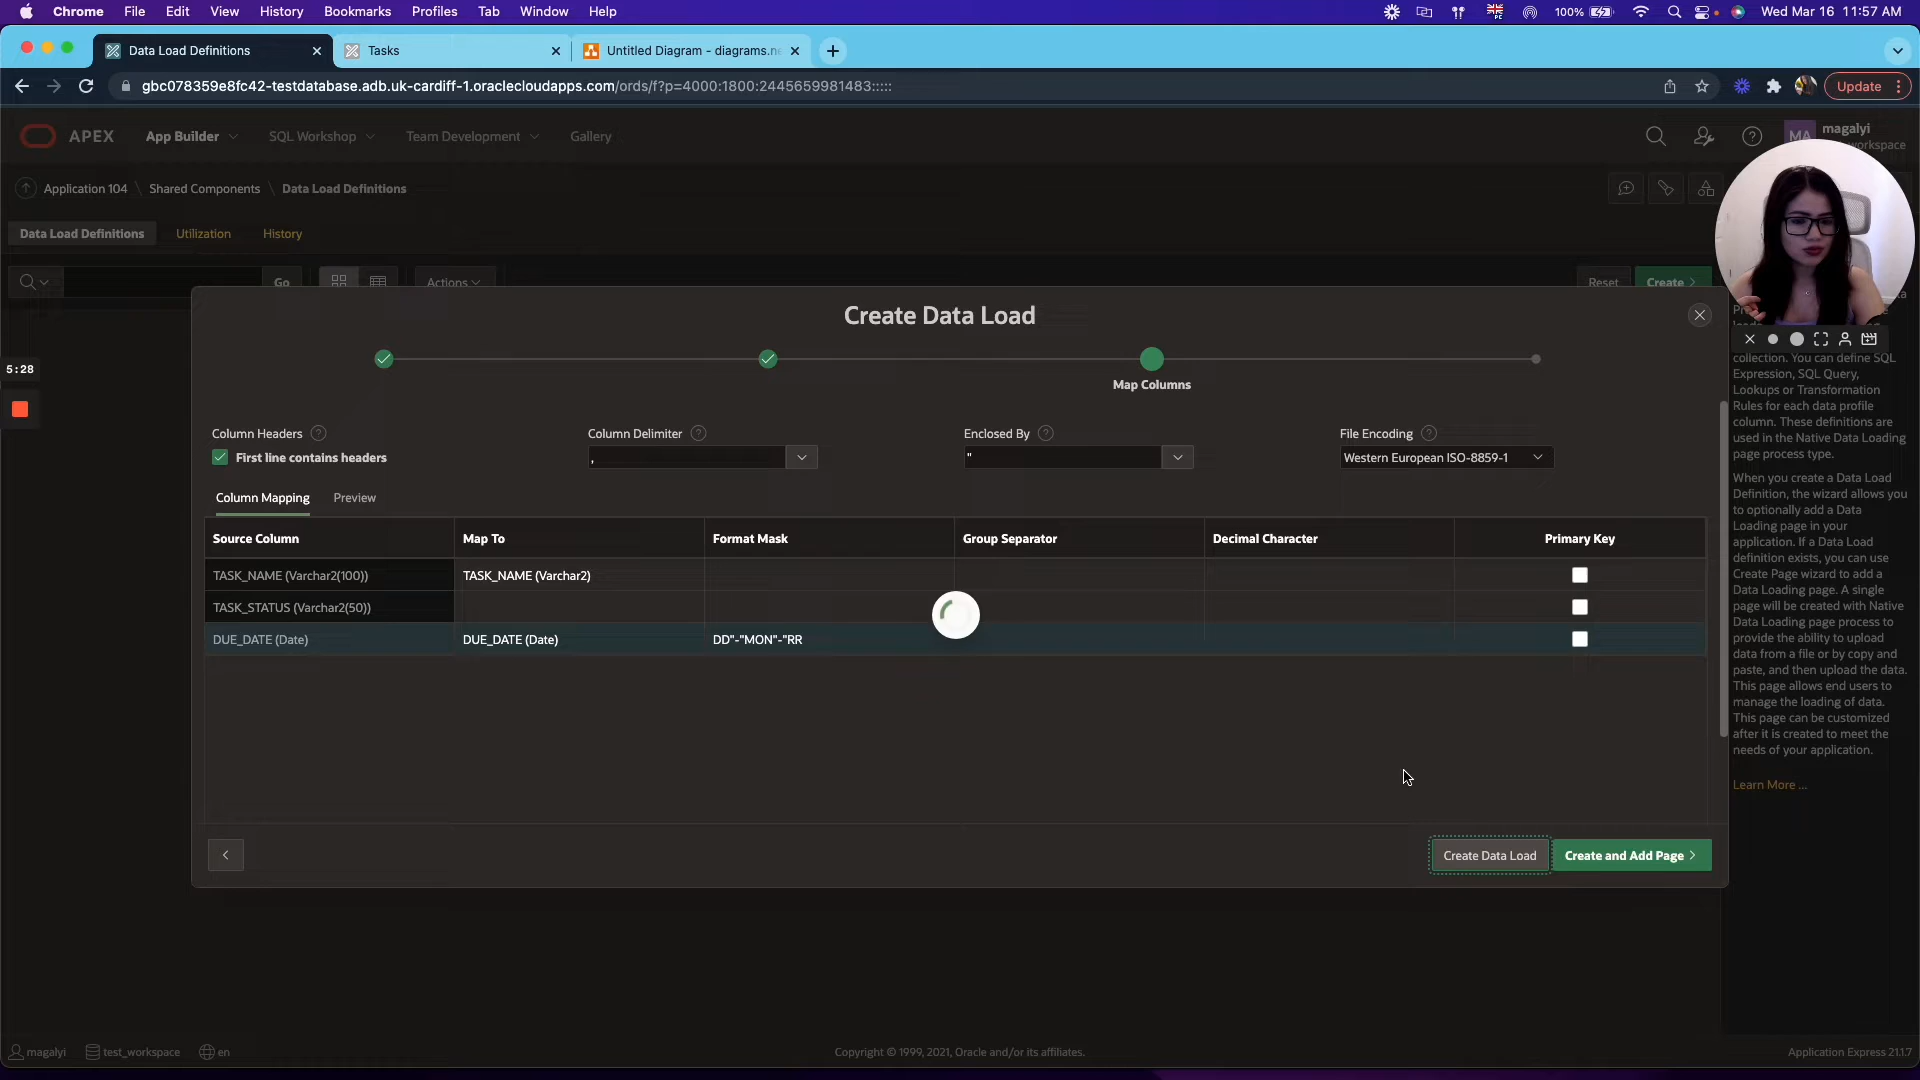 Chrome File Edit View History Bookmarks Profiles Tab Window Help 100% Wed Mar 16 11:57 AM
Data Load Definitions Tasks Untitled Diagram - diagrams.ne
gbc078359e8fc42-testdatabase.adb.uk-cardiff-1.oraclecloudapps.com/ords/f?p=4000:1800:2445659981483::::: Update
APEX App Builder SQL Workshop Team Development Gallery MA magalyi
workspace
Application 104 \ Shared Components \ Data Load Definitions
Data Load Definitions Utilization History
Go Actions Reset Create
Create Data Load
5:28
Map Columns
Column Headers Column Delimiter Enclosed By File Encoding
First line contains headers , " Western European ISO-8859-1
Column Mapping Preview
Source Column Map To Format Mask Group Separator Decimal Character Primary Key
TASK_NAME (Varchar2(100)) TASK_NAME (Varchar2)
TASK_STATUS (Varchar2(50))
DUE_DATE (Date) DUE_DATE (Date) DD"-"MON"-"RR
Create Data Load Create and Add Page
collection. You can define SQL
Expression, SQL Query,
Lookups or Transformation
Rules for each data profile
column. These definitions are
used in the Native Data Loading
page process type.
When you create a Data Load
Definition, the wizard allows you
to optionally add a Data
Loading page in your
application. If a Data Load
definition exists, you can use
Create Page wizard to add a
Data Loading page. A single
page will be created with Native
Data Loading page process to
provide the ability to upload
data from a file or by copy and
paste, and then upload the data.
This page allows end users to
manage the loading of data.
This page can be customized
after it is created to meet the
needs of your application.
Learn More ...
magalyi test_workspace en Copyright © 1999, 2021, Oracle and/or its affiliates. Application Express 21.1.7